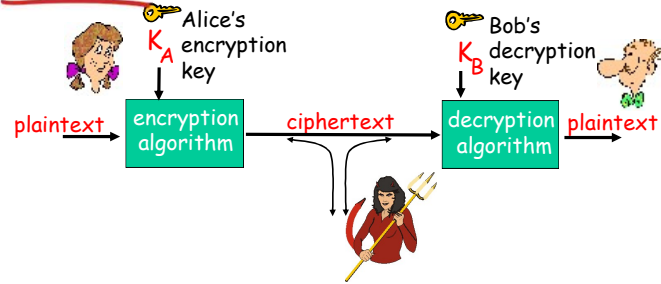 Alice's
K_A encryption
key
Bob's
K_B decryption
key
plaintext
encryption
algorithm
ciphertext
decryption
algorithm
plaintext